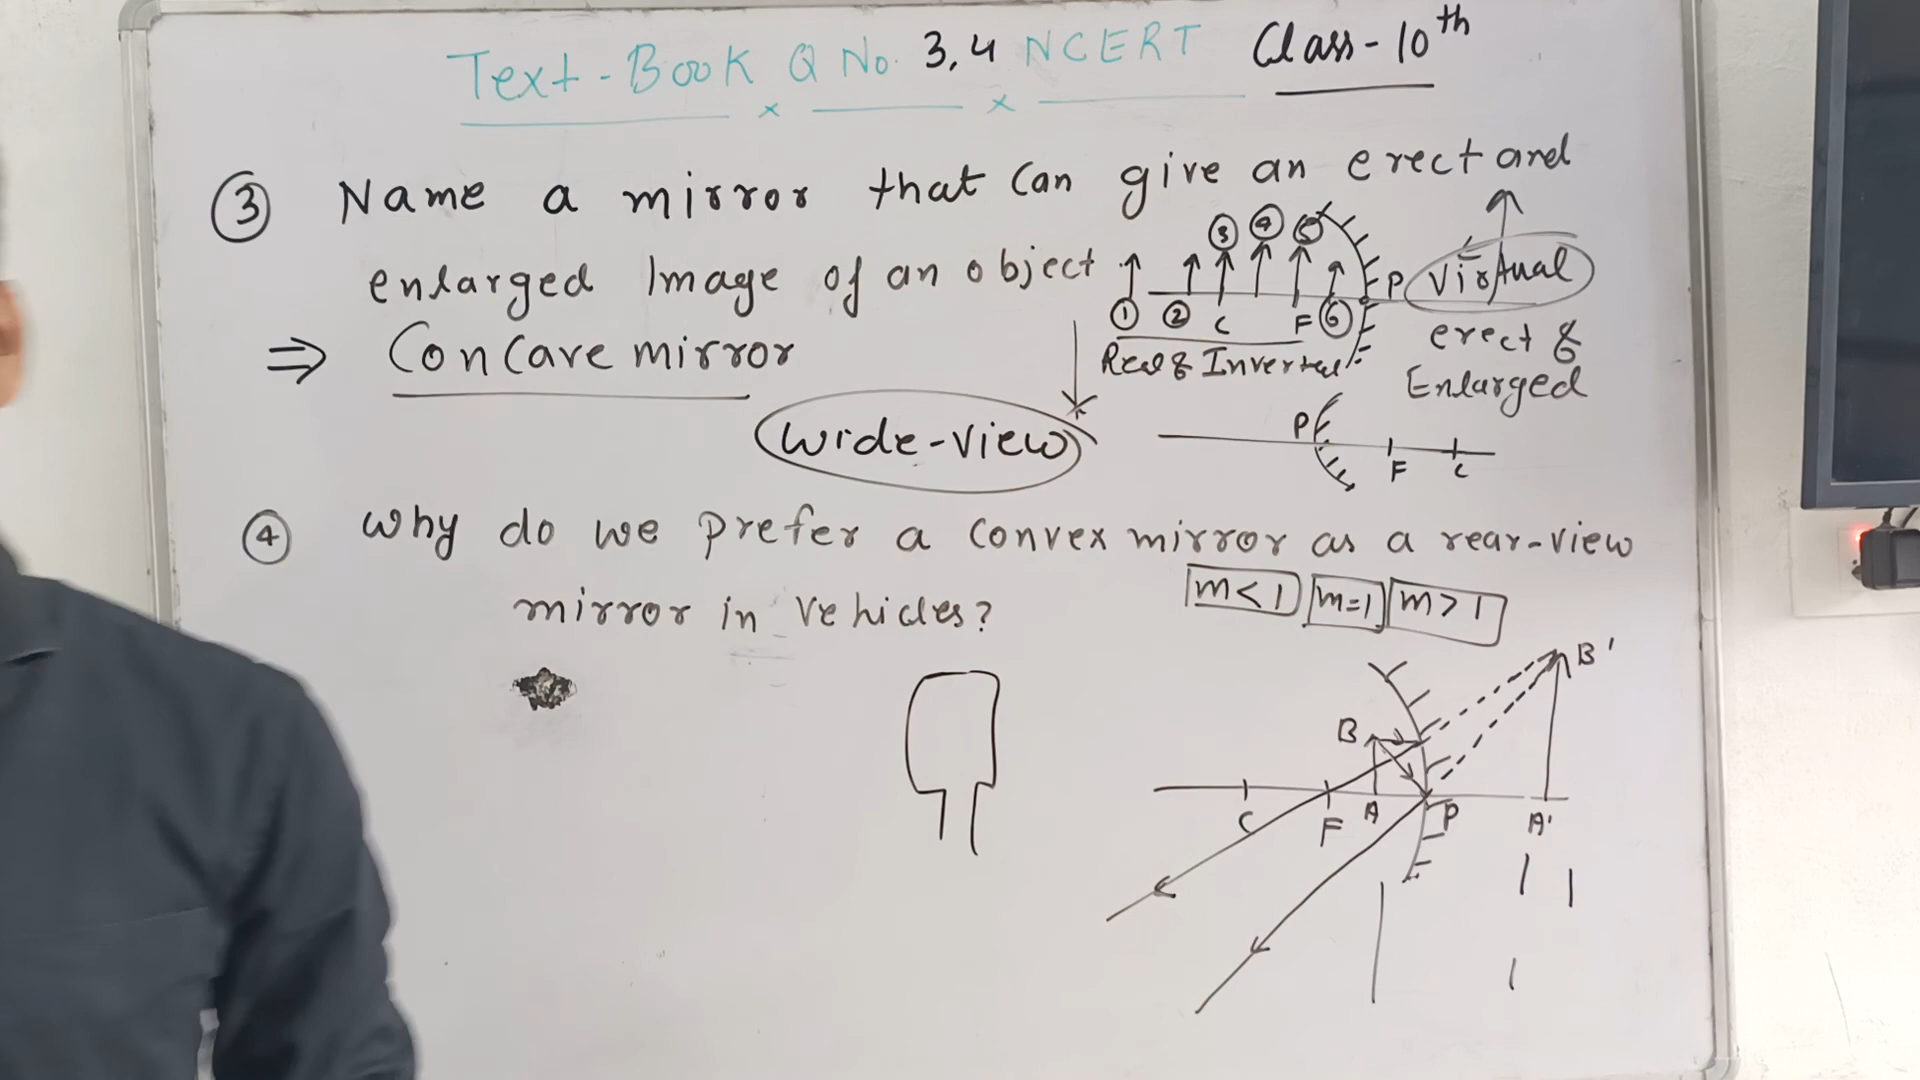 Text-Book Q No. 3,4 NCERT Class-10th
③ Name a mirror that can give an erect and
enlarged Image of an object
③ ④ ⑤
P Virtual
① ② C F ⑥
⇒ Concave mirror
Real & Inverted
erect &
Enlarged
Wide-view
P F C
④ Why do we prefer a convex mirror as a rear-view
mirror in vehicles?
m<1 m=1 m>1
B B'
C F A P A'